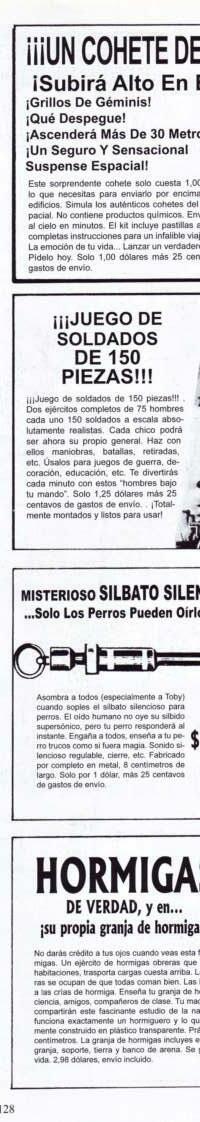 ¡¡¡UN COHETE DE
¡Subirá Alto En E
¡Grillos De Géminis!
¡Qué Despegue!
¡Ascenderá Más De 30 Metro
¡Un Seguro Y Sensacional
Suspense Espacial!
Este sorprendente cohete solo cuesta 1,00
lo que necesitas para enviarlo por encima
edificios. Simula los auténticos cohetes del
pacial. No contiene productos químicos. Env
al cielo en minutos. El kit incluye pastillas a
completas instrucciones para un infalible viaj
La emoción de tu vida... Lanzar un verdader
Pídelo hoy. Solo 1,00 dólares más 25 cen
gastos de envío.
¡¡¡JUEGO DE
SOLDADOS
DE 150
PIEZAS!!!
¡¡¡Juego de soldados de 150 piezas!!! .
Dos ejércitos completos de 75 hombres
cada uno 150 soldados a escala abso-
lutamente realistas. Cada chico podrá
ser ahora su propio general. Haz con
ellos maniobras, batallas, retiradas,
etc. Úsalos para juegos de guerra, de-
coración, educación, etc. Te divertirás
cada minuto con estos "hombres bajo
tu mando". Solo 1,25 dólares más 25
centavos de gastos de envío. . ¡Total-
mente montados y listos para usar!
MISTERIOSO SILBATO SILEN
...Solo Los Perros Pueden Oírlo
Asombra a todos (especialmente a Toby)
cuando soples el silbato silencioso para
perros. El oído humano no oye su silbido
supersónico, pero tu perro responderá al
instante. Engaña a todos, enseña a tu pe-
rro trucos como si fuera magia. Sonido si-
lencioso regulable, cierre, etc. Fabricado
por completo en metal, 8 centímetros de
largo. Solo por 1 dólar, más 25 centavos
de gastos de envío.
$
HORMIGAS
DE VERDAD, y en...
¡su propia granja de hormiga
No darás crédito a tus ojos cuando veas esta f
migas. Un ejército de hormigas obreras que
habitaciones, trasporta cargas cuesta arriba. L
ras se ocupan de que todas coman bien. Las
a las crías de hormiga. Enseña tu granja de h
ciencia, amigos, compañeros de clase. Tu mac
compartirán este fascinante estudio de la na
funciona exactamente un hormiguero y lo qu
mente construido en plástico transparente. Prá
centímetros. La granja de hormigas incluyes e
granja, soporte, tierra y banco de arena. Se
vida. 2,98 dólares, envío incluido.
128